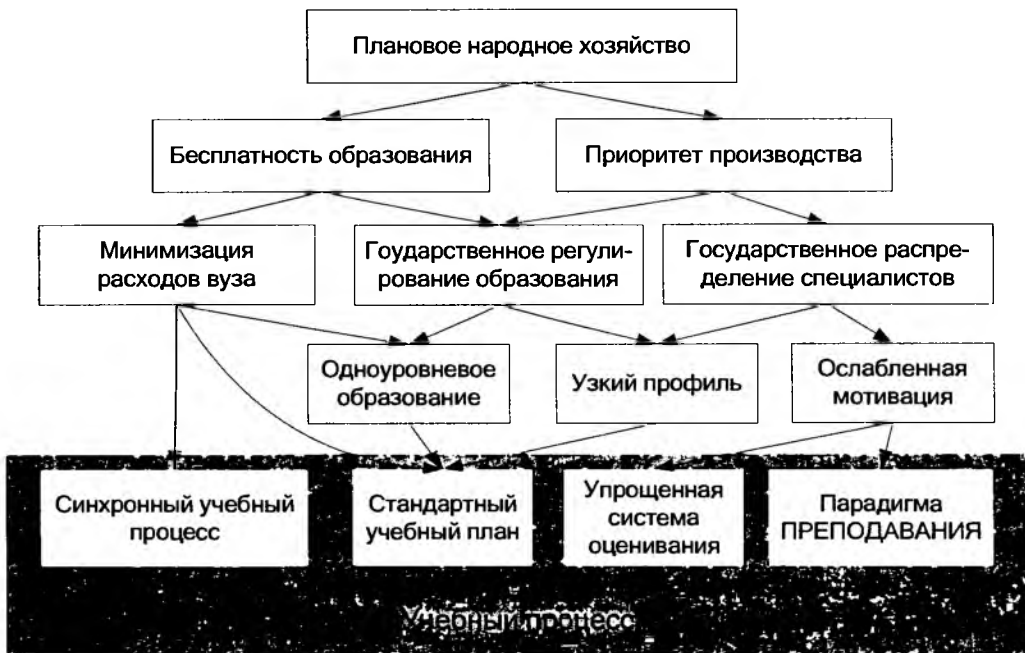 Плановое народное хозяйство
Бесплатность образования
Приоритет производства
Минимизация
расходов вуза
Гоударственное регули-
рование образования
Государственное распре-
деление специалистов
Одноуровневое
образование
Узкий профиль
Ослабленная
мотивация
Синхронный учебный
процесс
Стандартный
учебный план
Упрощенная
система
оценивания
Парадигма
ПРЕПОДАВАНИЯ
Учебный процесс